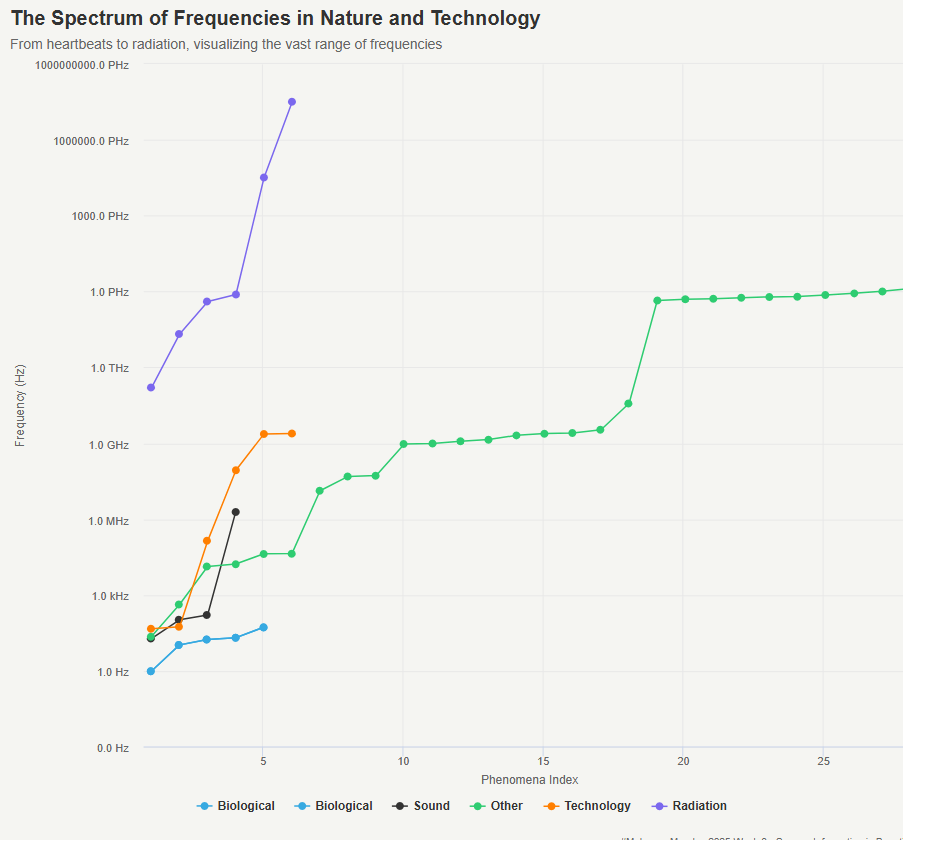 The Spectrum of Frequencies in Nature and Technology
From heartbeats to radiation, visualizing the vast range of frequencies
1000000000.0 PHz
1000000.0 PHz
1000.0 PHz
1.0 PHz
1.0 THz
1.0 GHz
1.0 MHz
1.0 kHz
1.0 Hz
0.0 Hz
Frequency (Hz)
5 10 15 20 25
Phenomena Index
Biological Biological Sound Other Technology Radiation